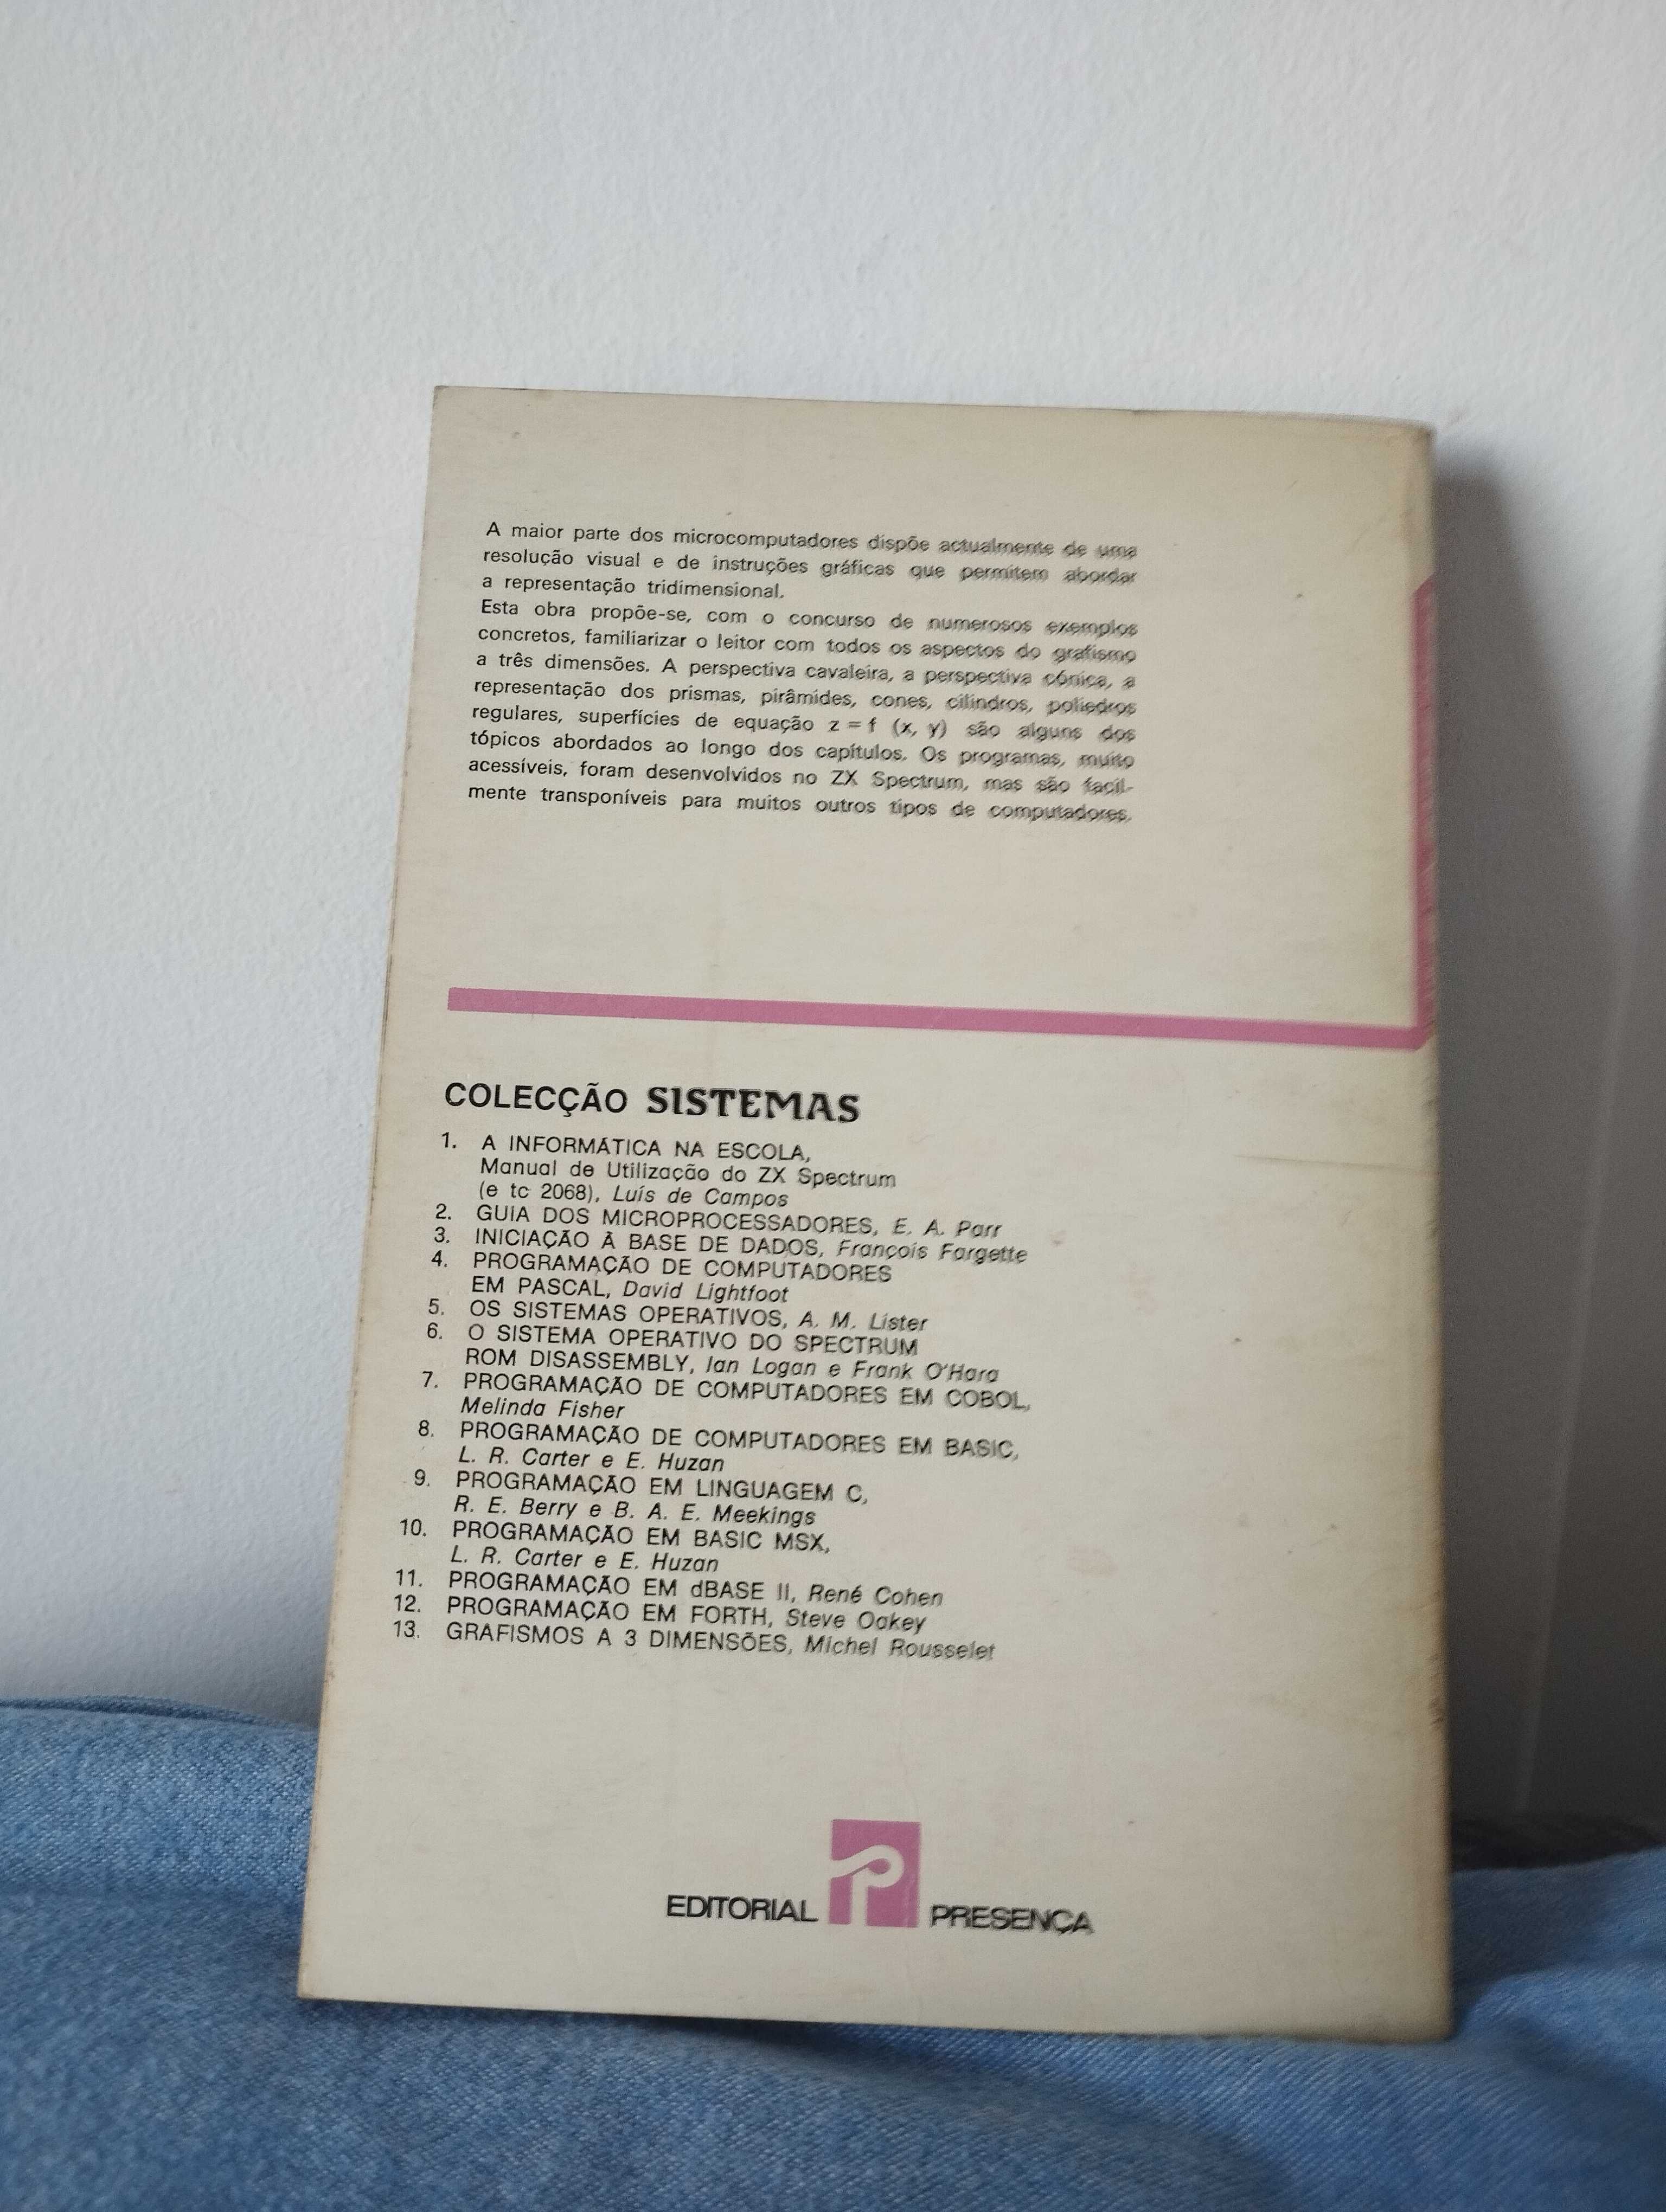 A maior parte dos microcomputadores dispõe actualmente de uma
resolução visual e de instruções gráficas que permitem abordar
a representação tridimensional.
Esta obra propõe-se, com o concurso de numerosos exemplos
concretos, familiarizar o leitor com todos os aspectos do grafismo
a três dimensões. A perspectiva cavaleira, a perspectiva cónica, a
representação dos prismas, pirâmides, cones, cilindros, poliedros
regulares, superfícies de equação z = f (x, y) são alguns dos
tópicos abordados ao longo dos capítulos. Os programas, muito
acessíveis, foram desenvolvidos no ZX Spectrum, mas são facil-
mente transponíveis para muitos outros tipos de computadores.
COLECÇÃO SISTEMAS
1. A INFORMÁTICA NA ESCOLA,
Manual de Utilização do ZX Spectrum
(e tc 2068), Luís de Campos
2. GUIA DOS MICROPROCESSADORES, E. A. Parr
3. INICIAÇÃO À BASE DE DADOS, François Fargette
4. PROGRAMAÇÃO DE COMPUTADORES
EM PASCAL, David Lightfoot
5. OS SISTEMAS OPERATIVOS, A. M. Lister
6. O SISTEMA OPERATIVO DO SPECTRUM
ROM DISASSEMBLY, Ian Logan e Frank O'Hara
7. PROGRAMAÇÃO DE COMPUTADORES EM COBOL,
Melinda Fisher
8. PROGRAMAÇÃO DE COMPUTADORES EM BASIC,
L. R. Carter e E. Huzan
9. PROGRAMAÇÃO EM LINGUAGEM C,
R. E. Berry e B. A. E. Meekings
10. PROGRAMAÇÃO EM BASIC MSX,
L. R. Carter e E. Huzan
11. PROGRAMAÇÃO EM dBASE II, René Cohen
12. PROGRAMAÇÃO EM FORTH, Steve Oakey
13. GRAFISMOS A 3 DIMENSÕES, Michel Rousselet
EDITORIAL P PRESENÇA